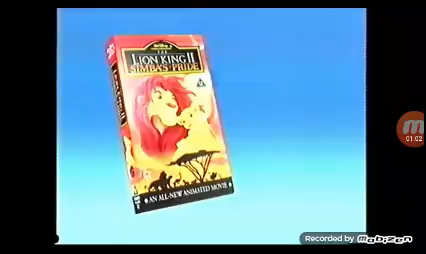 WALT DISNEY
THE
LION KING II
SIMBA'S PRIDE
U
AN ALL-NEW ANIMATED MOVIE
01:02
Recorded by Mobizen